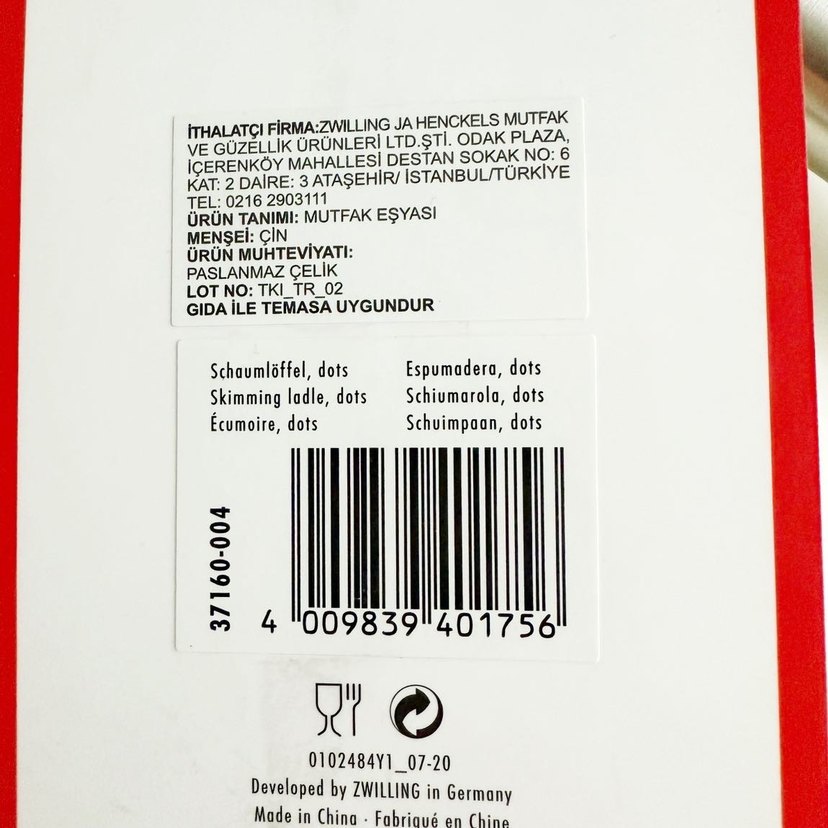 İTHALATÇI FİRMA:ZWILLING JA HENCKELS MUTFAK
VE GÜZELLİK ÜRÜNLERİ LTD.ŞTİ. ODAK PLAZA,
İÇERENKÖY MAHALLESİ DESTAN SOKAK NO: 6
KAT: 2 DAİRE: 3 ATAŞEHİR/ İSTANBUL/TÜRKİYE
TEL: 0216 2903111
ÜRÜN TANIMI: MUTFAK EŞYASI
MENŞEİ: ÇİN
ÜRÜN MUHTEVİYATI:
PASLANMAZ ÇELİK
LOT NO: TKI_TR_02
GIDA İLE TEMASA UYGUNDUR
Schaumlöffel, dots
Skimming ladle, dots
Écumoire, dots
Espumadera, dots
Schiumarola, dots
Schuimpaan, dots
37160-004
4 009839 401756
0102484Y1_07-20
Developed by ZWILLING in Germany
Made in China · Fabriqué en Chine